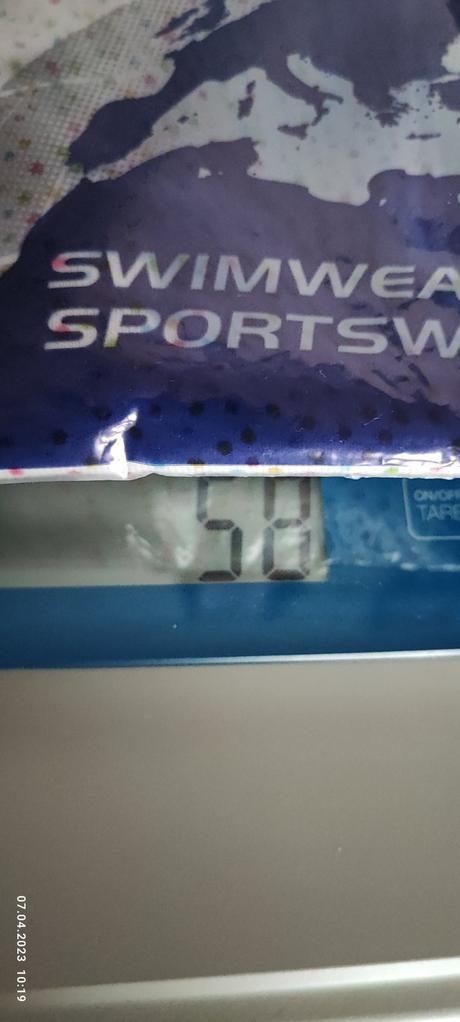 SWIMWEA
SPORTSW
58
ON/OFF
TARE
07.04.2023 10:19